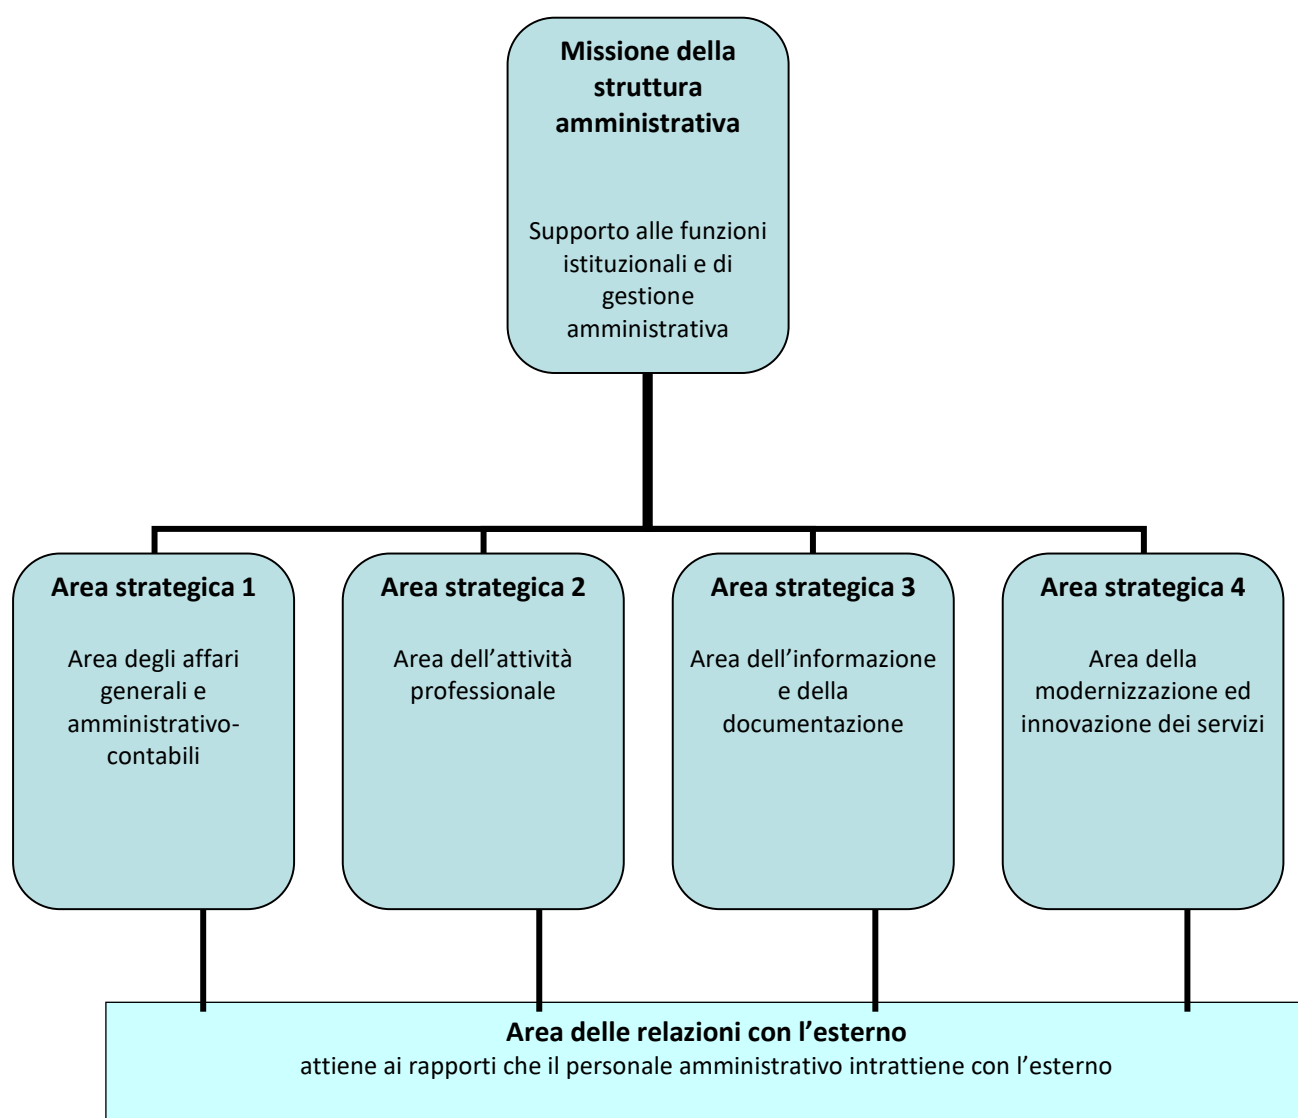 Missione della
struttura
amministrativa
Supporto alle funzioni
istituzionali e di
gestione
amministrativa
Area strategica 1
Area degli affari
generali e
amministrativo-
contabili
Area strategica 2
Area dell’attività
professionale
Area strategica 3
Area dell’informazione
e della
documentazione
Area strategica 4
Area della
modernizzazione ed
innovazione dei servizi
Area delle relazioni con l’esterno
attiene ai rapporti che il personale amministrativo intrattiene con l’esterno